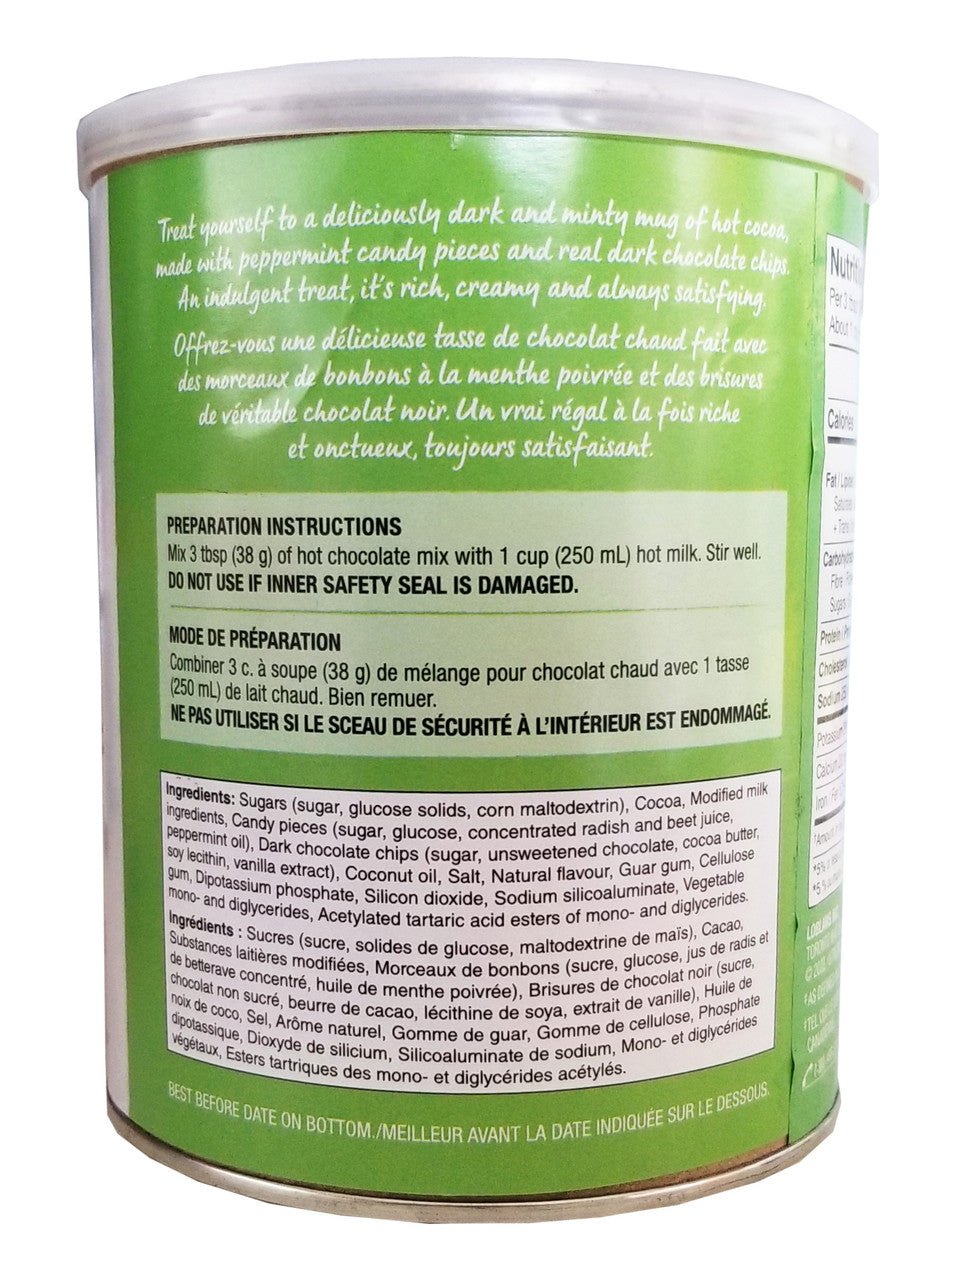 Treat yourself to a deliciously dark and minty mug of hot cocoa,
made with peppermint candy pieces and real dark chocolate chips.
An indulgent treat, it's rich, creamy and always satisfying.
Offrez-vous une délicieuse tasse de chocolat chaud fait avec
des morceaux de bonbons à la menthe poivrée et des brisures
de véritable chocolat noir. Un vrai régal à la fois riche
et onctueux, toujours satisfaisant.
PREPARATION INSTRUCTIONS
Mix 3 tbsp (38 g) of hot chocolate mix with 1 cup (250 mL) hot milk. Stir well.
DO NOT USE IF INNER SAFETY SEAL IS DAMAGED.
MODE DE PRÉPARATION
Combiner 3 c. à soupe (38 g) de mélange pour chocolat chaud avec 1 tasse
(250 mL) de lait chaud. Bien remuer.
NE PAS UTILISER SI LE SCEAU DE SÉCURITÉ À L'INTÉRIEUR EST ENDOMMAGÉ.
Ingredients: Sugars (sugar, glucose solids, corn maltodextrin), Cocoa, Modified milk
ingredients, Candy pieces (sugar, glucose, concentrated radish and beet juice,
peppermint oil), Dark chocolate chips (sugar, unsweetened chocolate, cocoa butter,
soy lecithin, vanilla extract), Coconut oil, Salt, Natural flavour, Guar gum, Cellulose
gum, Dipotassium phosphate, Silicon dioxide, Sodium silicoaluminate, Vegetable
mono- and diglycerides, Acetylated tartaric acid esters of mono- and diglycerides.
Ingrédients : Sucres (sucre, solides de glucose, maltodextrine de maïs), Cacao,
Substances laitières modifiées, Morceaux de bonbons (sucre, glucose, jus de radis et
de betterave concentré, huile de menthe poivrée), Brisures de chocolat noir (sucre,
chocolat non sucré, beurre de cacao, lécithine de soya, extrait de vanille), Huile de
noix de coco, Sel, Arôme naturel, Gomme de guar, Gomme de cellulose, Phosphate
dipotassique, Dioxyde de silicium, Silicoaluminate de sodium, Mono- et diglycérides
végétaux, Esters tartriques des mono- et diglycérides acétylés.
BEST BEFORE DATE ON BOTTOM./MEILLEUR AVANT LA DATE INDIQUÉE SUR LE DESSOUS.
Per 3 tbsp
About 1
Calories
Fat /
+
Fibre /
Sugars
Protein /
Sodium
Calcium
Iron /
LOBLAWS INC.